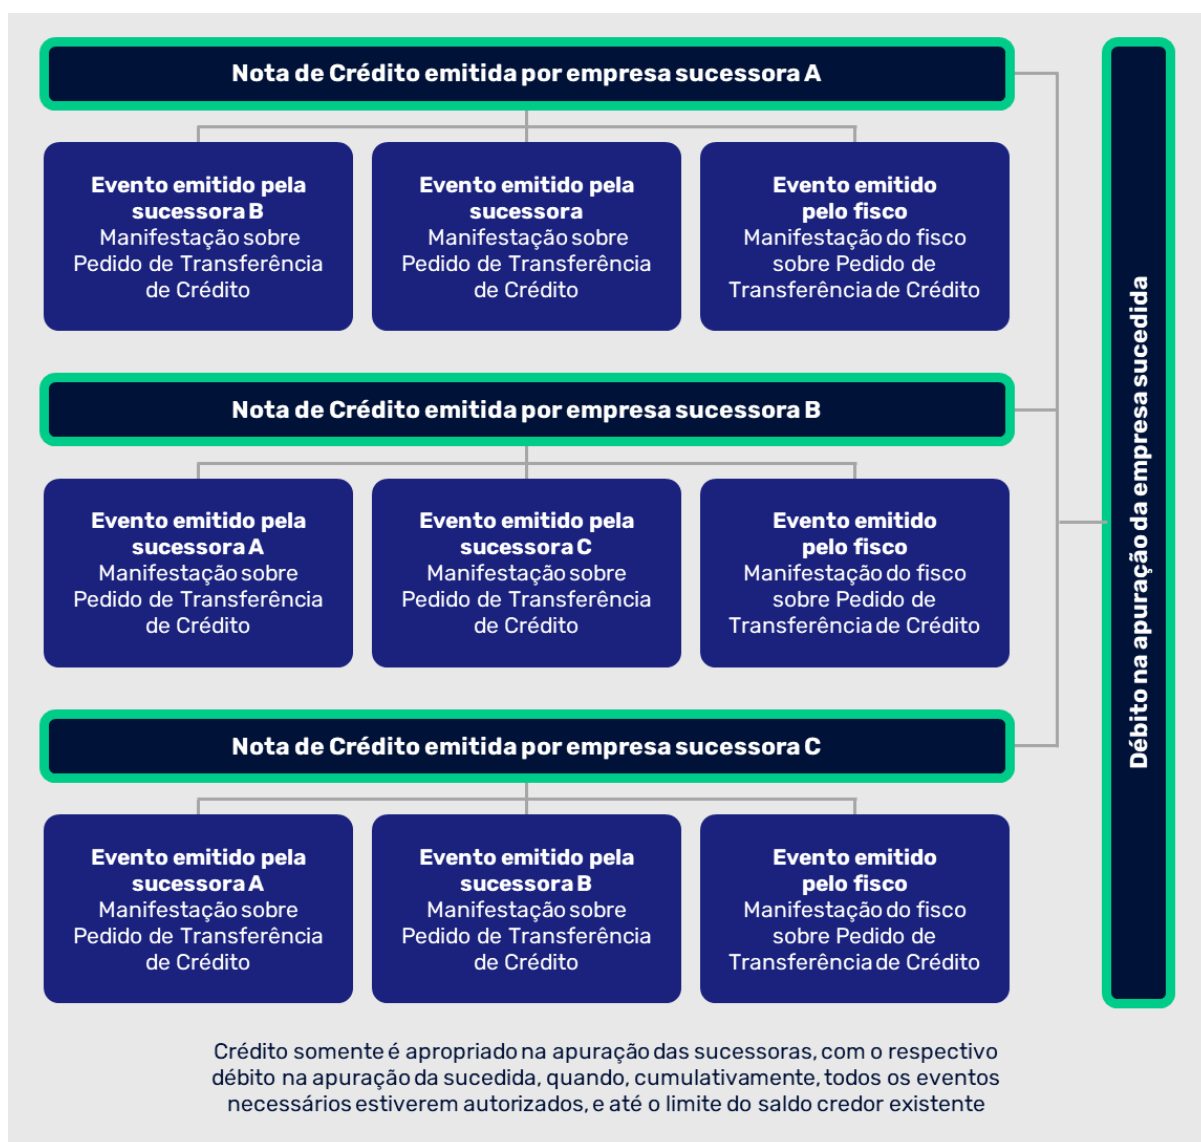 Nota de Crédito emitida por empresa sucessora A
Evento emitido pela
sucessora B
Manifestação sobre
Pedido de Transferência
de Crédito
Evento emitido pela
sucessora
Manifestação sobre
Pedido de Transferência
de Crédito
Evento emitido
pelo fisco
Manifestação do fisco
sobre Pedido de
Transferência de Crédito
Nota de Crédito emitida por empresa sucessora B
Evento emitido pela
sucessora A
Manifestação sobre
Pedido de Transferência
de Crédito
Evento emitido pela
sucessora C
Manifestação sobre
Pedido de Transferência
de Crédito
Evento emitido
pelo fisco
Manifestação do fisco
sobre Pedido de
Transferência de Crédito
Nota de Crédito emitida por empresa sucessora C
Evento emitido pela
sucessora A
Manifestação sobre
Pedido de Transferência
de Crédito
Evento emitido pela
sucessora B
Manifestação sobre
Pedido de Transferência
de Crédito
Evento emitido
pelo fisco
Manifestação do fisco
sobre Pedido de
Transferência de Crédito
Débito na apuração da empresa sucedida
Crédito somente é apropriado na apuração das sucessoras, com o respectivo
débito na apuração da sucedida, quando, cumulativamente, todos os eventos
necessários estiverem autorizados, e até o limite do saldo credor existente